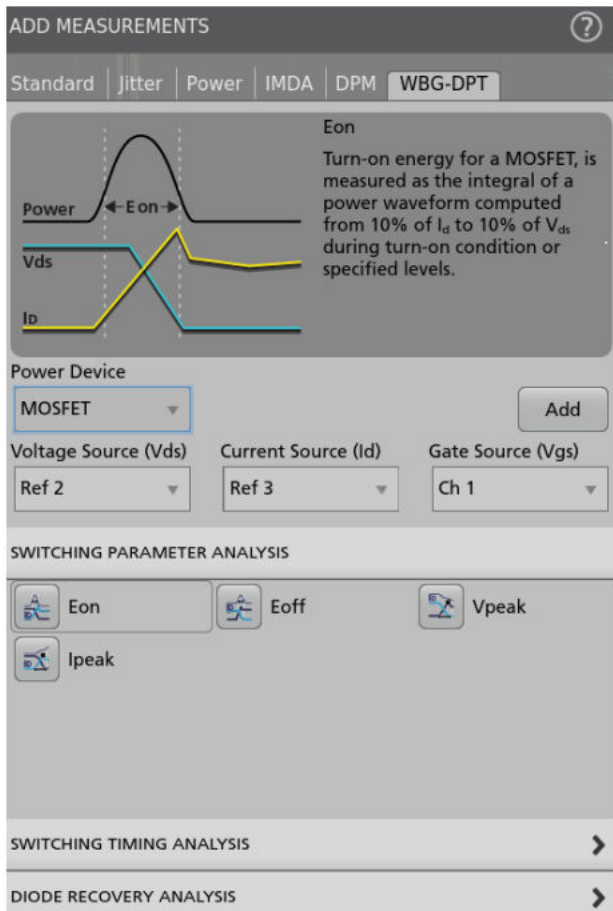 ADD MEASUREMENTS ?
Standard Jitter Power IMDA DPM WBG-DPT
Eon
Turn-on energy for a MOSFET, is
measured as the integral of a
power waveform computed
from 10% of Id to 10% of Vds
during turn-on condition or
specified levels.
Power
Eon
Vds
ID
Power Device
MOSFET
Add
Voltage Source (Vds) Current Source (Id) Gate Source (Vgs)
Ref 2 Ref 3 Ch 1
SWITCHING PARAMETER ANALYSIS
Eon Eoff Vpeak
Ipeak
SWITCHING TIMING ANALYSIS
DIODE RECOVERY ANALYSIS